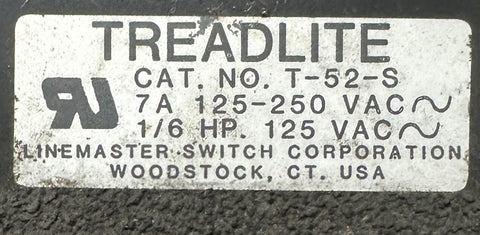 TREADLITE
CAT. NO. T-52-S
7A 125-250 VAC∿
1/6 HP. 125 VAC∿
LINEMASTER SWITCH CORPORATION
WOODSTOCK, CT. USA